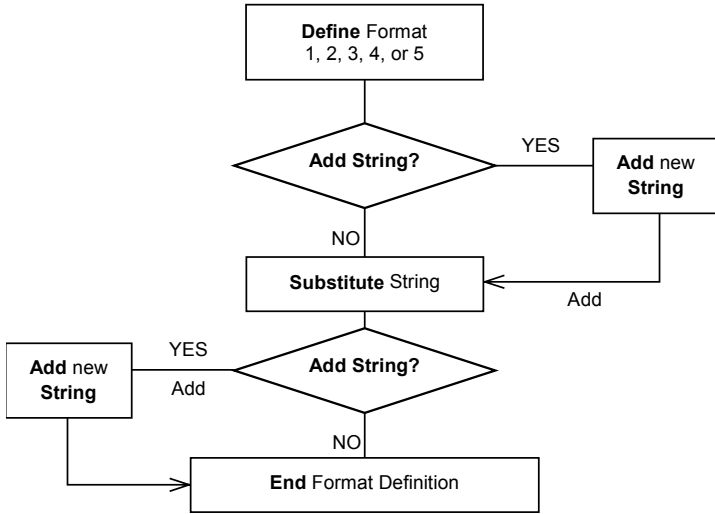 Define Format
1, 2, 3, 4, or 5
Add String?
YES
Add new
String
NO
Substitute String
Add
Add String?
YES
Add
Add new
String
NO
End Format Definition